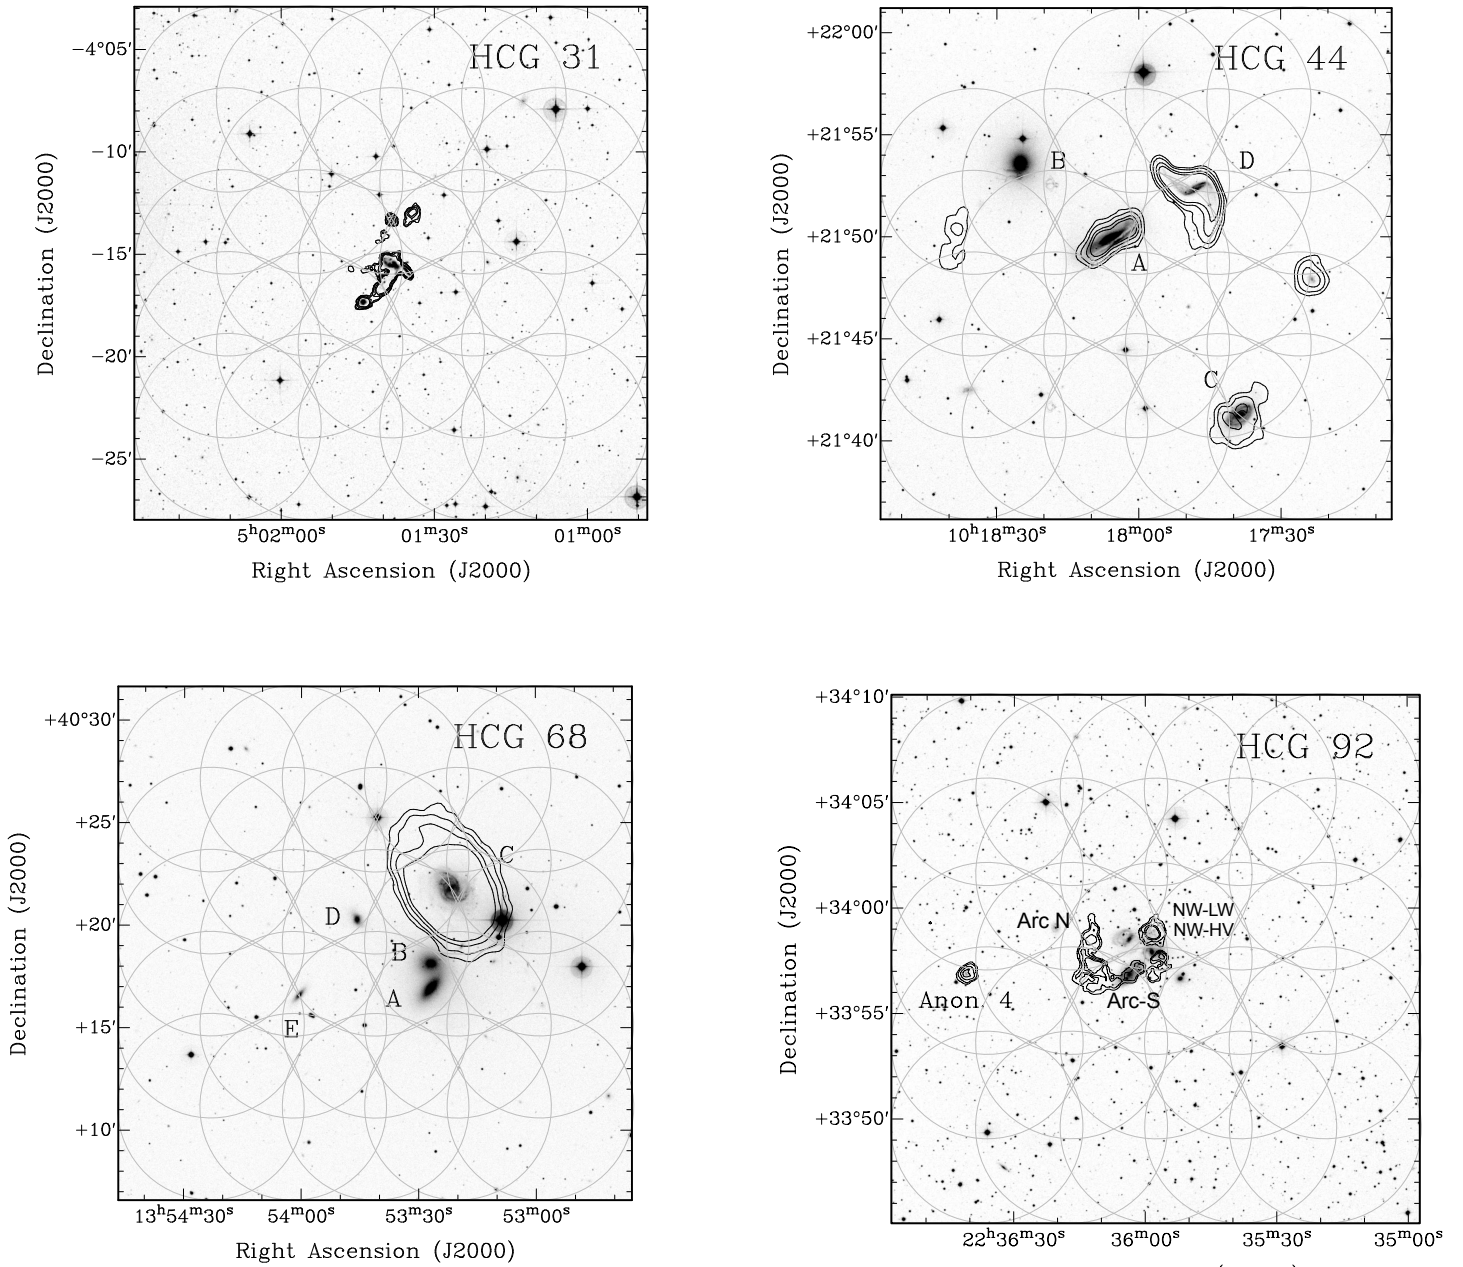 HCG 31
−4°05′
−10′
−15′
−20′
−25′
Declination (J2000)
5ʰ02ᵐ00ˢ 01ᵐ30ˢ 01ᵐ00ˢ
Right Ascension (J2000)
HCG 44
+22°00′
+21°55′
+21°50′
+21°45′
+21°40′
Declination (J2000)
B
D
A
C
10ʰ18ᵐ30ˢ 18ᵐ00ˢ 17ᵐ30ˢ
Right Ascension (J2000)
HCG 68
+40°30′
+25′
+20′
+15′
+10′
Declination (J2000)
C
D
B
A
E
13ʰ54ᵐ30ˢ 54ᵐ00ˢ 53ᵐ30ˢ 53ᵐ00ˢ
Right Ascension (J2000)
HCG 92
+34°10′
+34°05′
+34°00′
+33°55′
+33°50′
Declination (J2000)
Arc N
NW-LW
NW-HV
Anon 4
Arc-S
22ʰ36ᵐ30ˢ 36ᵐ00ˢ 35ᵐ30ˢ 35ᵐ00ˢ